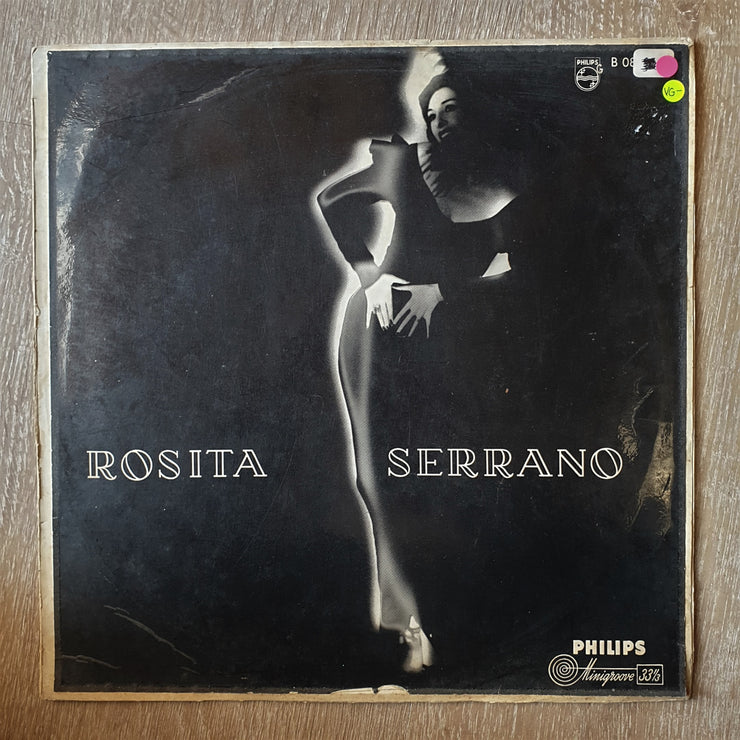 PHILIPS
B 08
VG-
ROSITA SERRANO
PHILIPS
Minigroove 33⅓